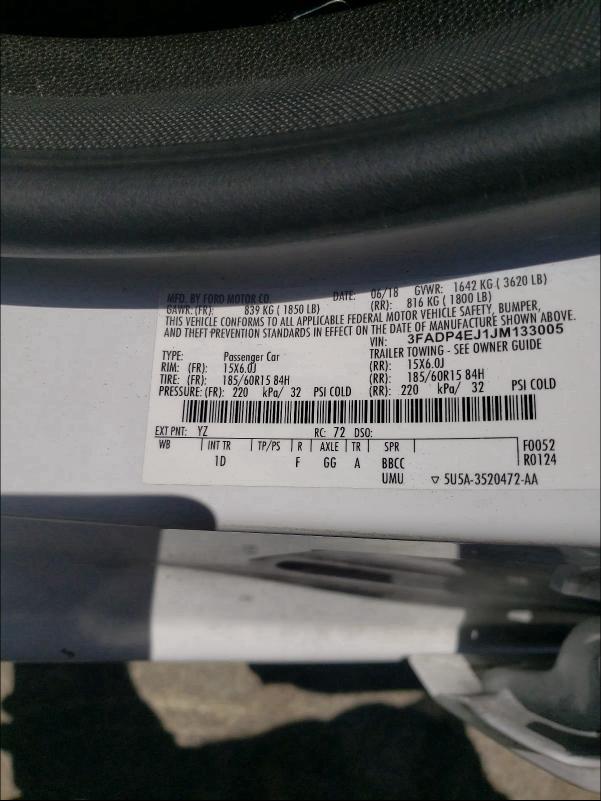 MFD. BY FORD MOTOR CO. DATE: 06/18 GVWR: 1642 KG ( 3620 LB)
GAWR: (FR): 839 KG ( 1850 LB) (RR): 816 KG ( 1800 LB)
THIS VEHICLE CONFORMS TO ALL APPLICABLE FEDERAL MOTOR VEHICLE SAFETY, BUMPER,
AND THEFT PREVENTION STANDARDS IN EFFECT ON THE DATE OF MANUFACTURE SHOWN ABOVE.
VIN: 3FADP4EJ1JM133005
TYPE: Passenger Car TRAILER TOWING - SEE OWNER GUIDE
RIM: (FR): 15X6.0J (RR): 15X6.0J
TIRE: (FR): 185/60R15 84H (RR): 185/60R15 84H
PRESSURE: (FR): 220 kPa/ 32 PSI COLD (RR): 220 kPa/ 32 PSI COLD
EXT PNT: YZ RC: 72 DSO:
WB INT TR TP/PS R AXLE TR SPR F0052
1D F GG A BBCC R0124
UMU ▽ 5U5A-3520472-AA